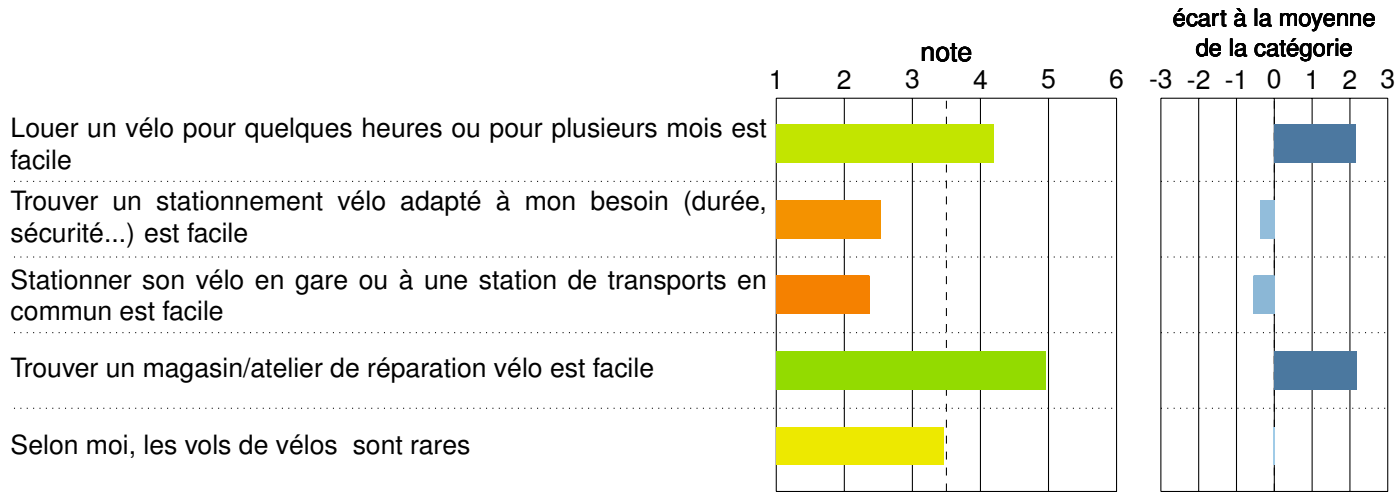 écart à la moyenne
de la catégorie
note
1 2 3 4 5 6
-3 -2 -1 0 1 2 3
Louer un vélo pour quelques heures ou pour plusieurs mois est
facile
Trouver un stationnement vélo adapté à mon besoin (durée,
sécurité...) est facile
Stationner son vélo en gare ou à une station de transports en
commun est facile
Trouver un magasin/atelier de réparation vélo est facile
Selon moi, les vols de vélos sont rares